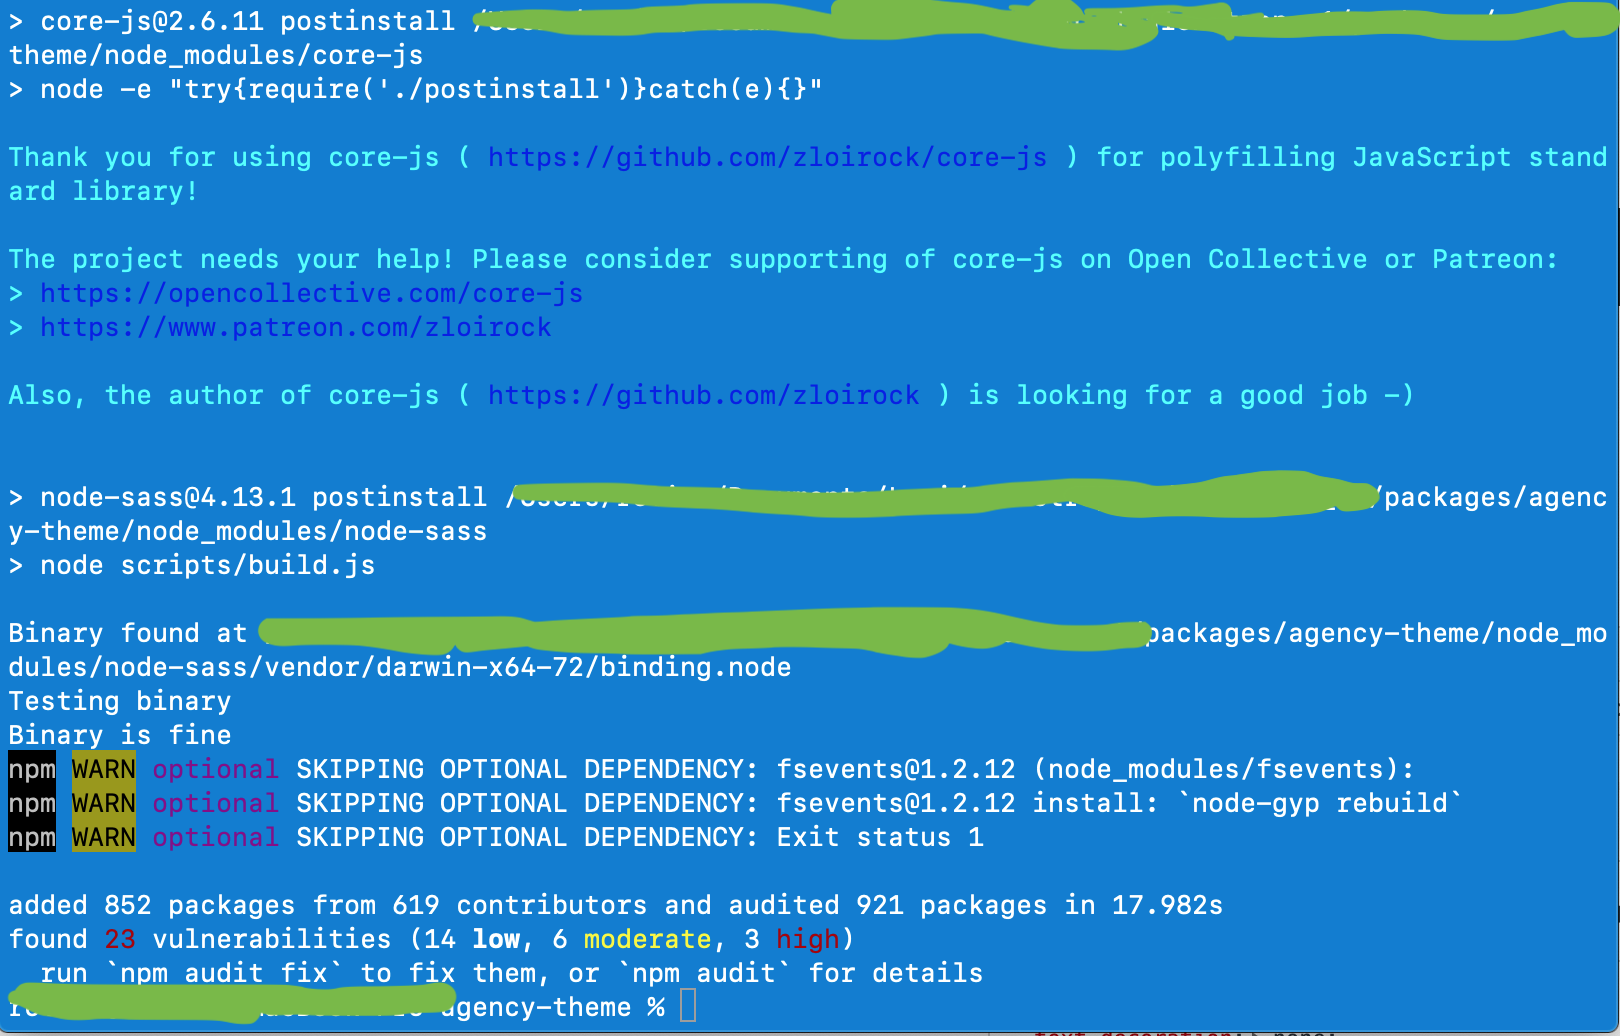 > core-js@2.6.11 postinstall
theme/node_modules/core-js
> node -e "try{require('./postinstall')}catch(e){}"
Thank you for using core-js ( https://github.com/zloirock/core-js ) for polyfilling JavaScript stand
ard library!
The project needs your help! Please consider supporting of core-js on Open Collective or Patreon:
> https://opencollective.com/core-js
> https://www.patreon.com/zloirock
Also, the author of core-js ( https://github.com/zloirock ) is looking for a good job -)
> node-sass@4.13.1 postinstall /packages/agenc
y-theme/node_modules/node-sass
> node scripts/build.js
Binary found at packages/agency-theme/node_mo
dules/node-sass/vendor/darwin-x64-72/binding.node
Testing binary
Binary is fine
npm WARN optional SKIPPING OPTIONAL DEPENDENCY: fsevents@1.2.12 (node_modules/fsevents):
npm WARN optional SKIPPING OPTIONAL DEPENDENCY: fsevents@1.2.12 install: `node-gyp rebuild`
npm WARN optional SKIPPING OPTIONAL DEPENDENCY: Exit status 1
added 852 packages from 619 contributors and audited 921 packages in 17.982s
found 23 vulnerabilities (14 low, 6 moderate, 3 high)
run `npm audit fix` to fix them, or `npm audit` for details
agency-theme %